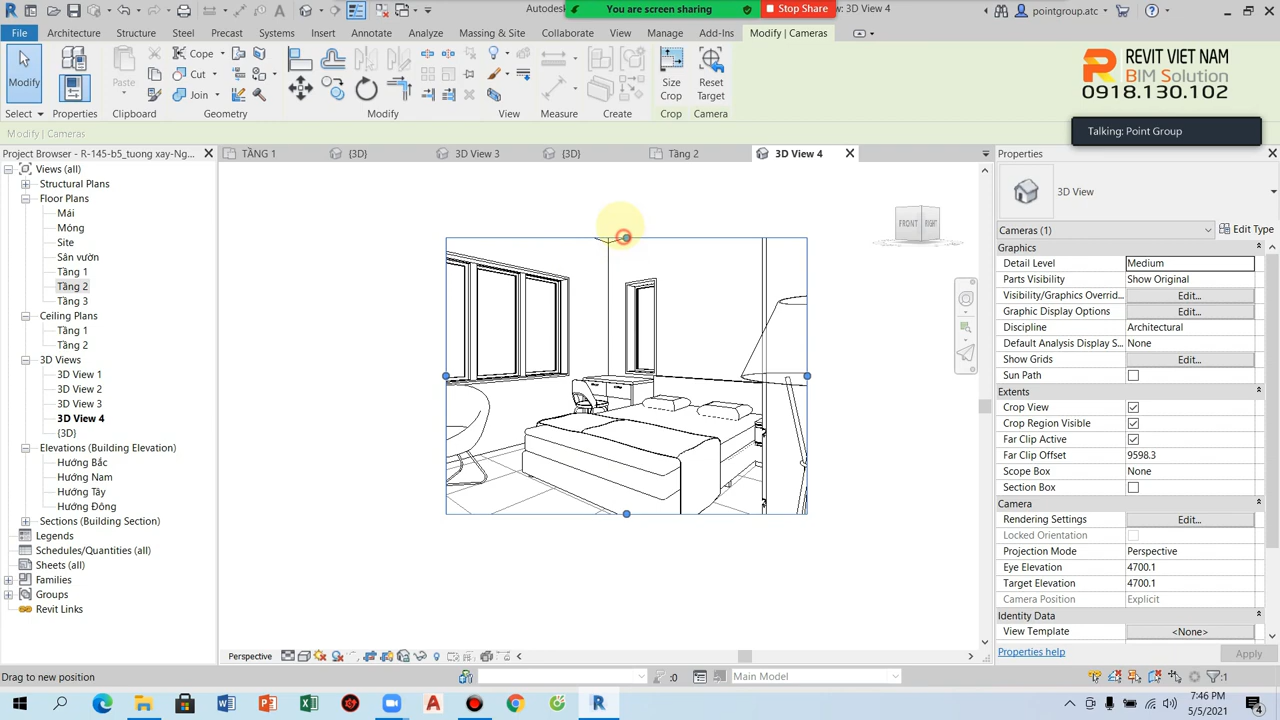 Autodes
You are screen sharing
Stop Share
w: 3D View 4
pointgroup.atc
File
Architecture
Structure
Steel
Precast
Systems
Insert
Annotate
Analyze
Massing & Site
Collaborate
View
Manage
Add-Ins
Modify | Cameras
Modify
Cope
Cut
Join
Paste
Size Crop
Reset Target
REVIT VIET NAM
BIM Solution
0918.130.102
Select
Properties
Clipboard
Geometry
Modify
View
Measure
Create
Crop
Camera
Modify | Cameras
Talking: Point Group
Project Browser - R-145-b5_tuong xay-Ng...
TẦNG 1
{3D}
3D View 3
{3D}
Tầng 2
3D View 4
Properties
Views (all)
Structural Plans
Floor Plans
Mái
Móng
Site
Sân vườn
Tầng 1
Tầng 2
Tầng 3
Ceiling Plans
Tầng 1
Tầng 2
3D Views
3D View 1
3D View 2
3D View 3
3D View 4
{3D}
Elevations (Building Elevation)
Hướng Bắc
Hướng Nam
Hướng Tây
Hướng Đông
Sections (Building Section)
Legends
Schedules/Quantities (all)
Sheets (all)
Families
Groups
Revit Links
FRONT
RIGHT
3D View
Cameras (1)
Edit Type
Graphics
Detail Level Medium
Parts Visibility Show Original
Visibility/Graphics Overrid... Edit...
Graphic Display Options Edit...
Discipline Architectural
Default Analysis Display S... None
Show Grids Edit...
Sun Path
Extents
Crop View
Crop Region Visible
Far Clip Active
Far Clip Offset 9598.3
Scope Box None
Section Box
Camera
Rendering Settings Edit...
Locked Orientation
Projection Mode Perspective
Eye Elevation 4700.1
Target Elevation 4700.1
Camera Position Explicit
Identity Data
View Template <None>
Properties help
Apply
Perspective
Drag to new position
:0
Main Model
:1
7:46 PM
5/5/2021
4